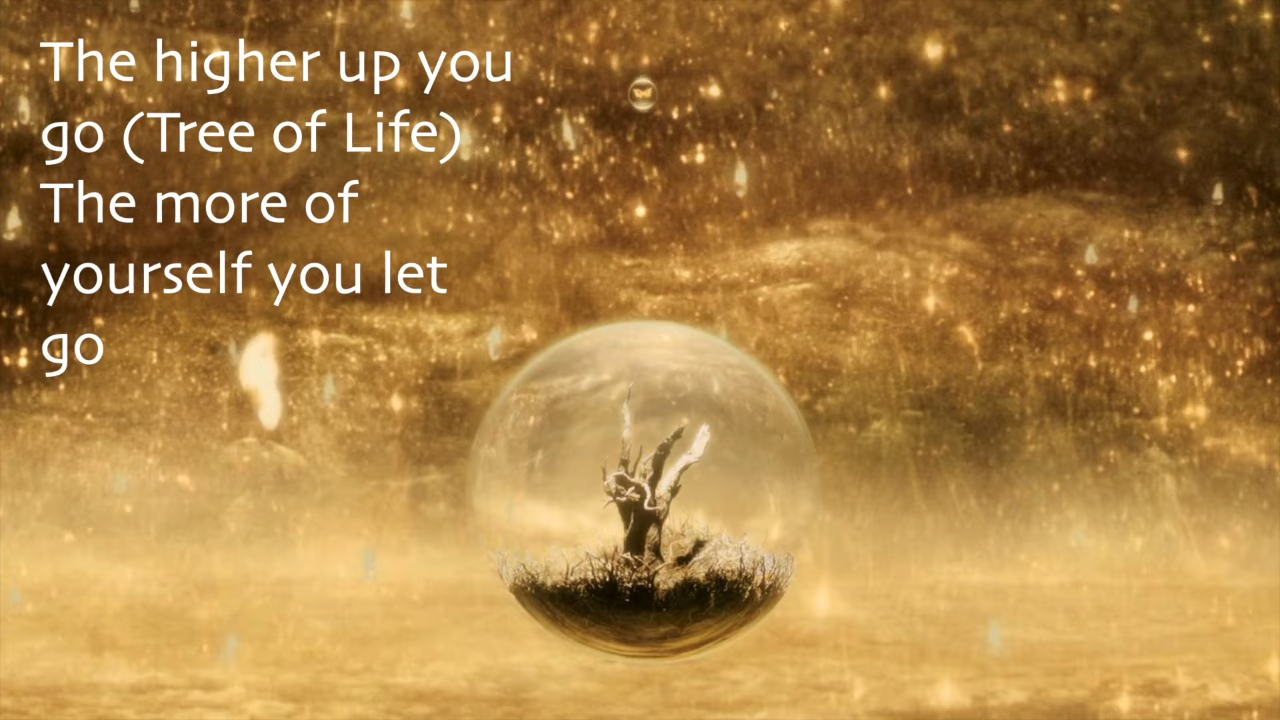 The higher up you
go (Tree of Life)
The more of
yourself you let
go